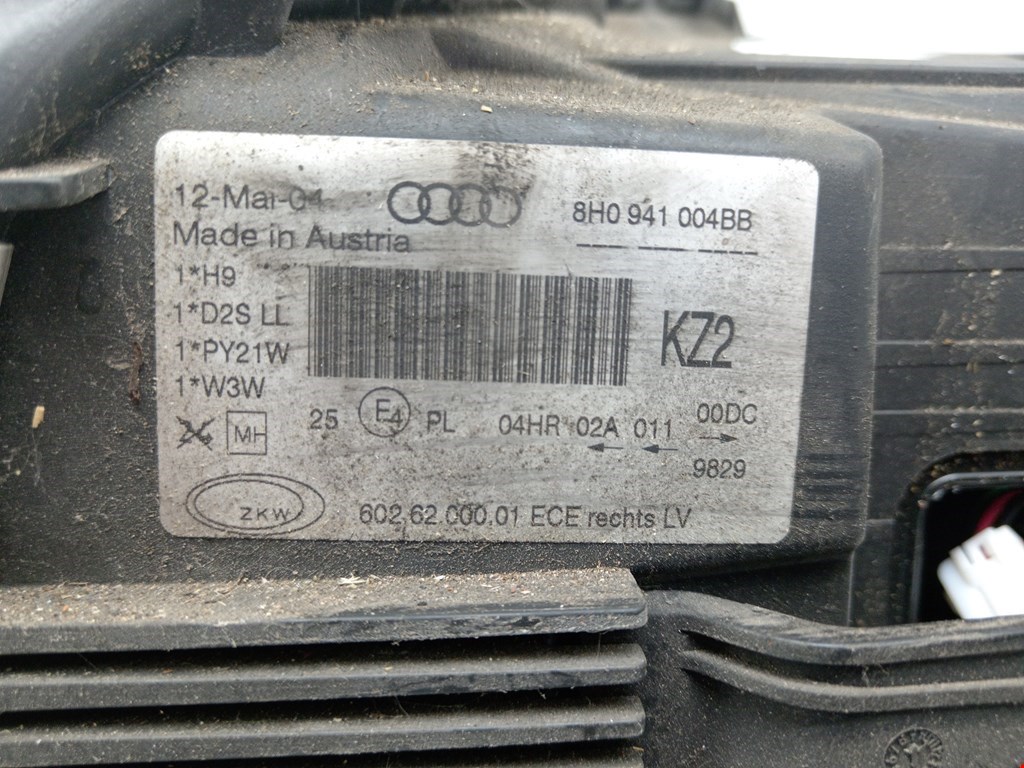 12-Mai-04
8H0 941 004BB
Made in Austria
1*H9
1*D2S LL
1*PY21W
1*W3W
KZ2
MH
25 E4 PL 04HR 02A 011 00DC
9829
ZKW
602.62.000.01 ECE rechts LV